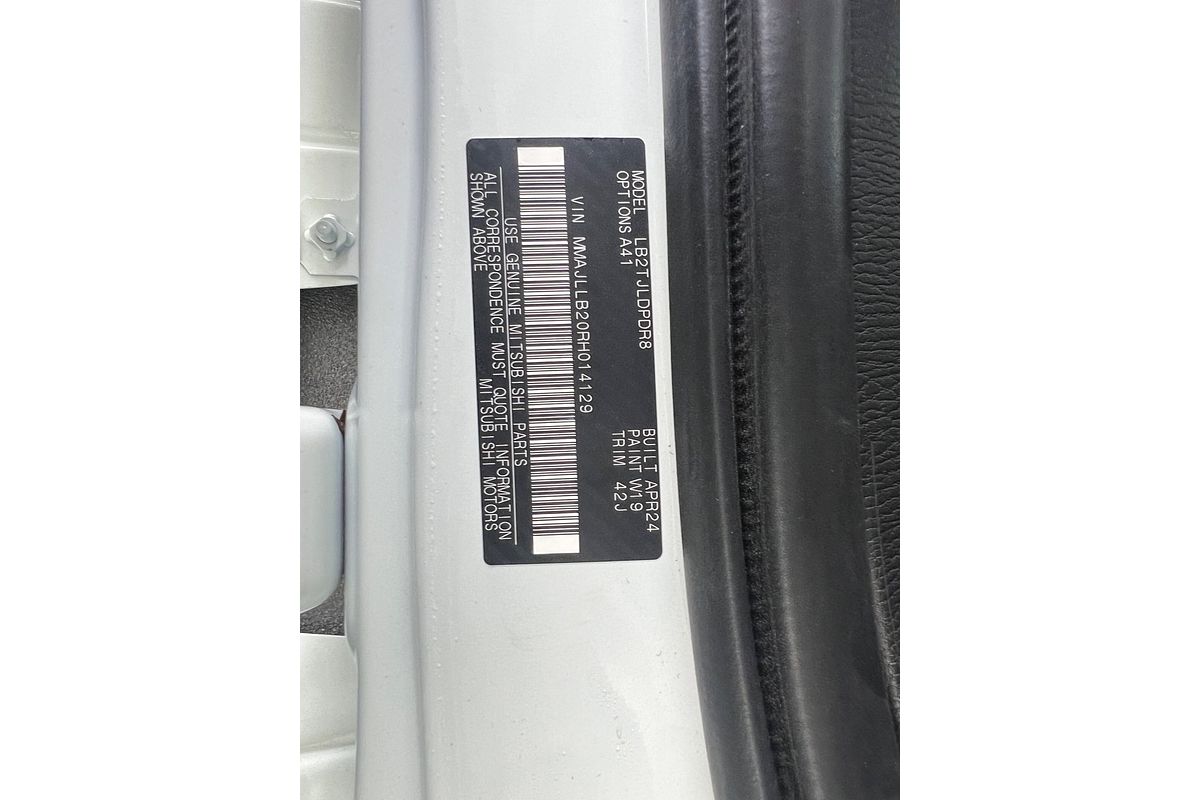 MODEL LB2TJLDPDR8 BUILT APR24
OPTIONS A41 PAINT W19
TRIM 42J
VIN MMAJLLB20RH014129
USE GENUINE MITSUBISHI PARTS
ALL CORRESPONDENCE MUST QUOTE INFORMATION
SHOWN ABOVE MITSUBISHI MOTORS